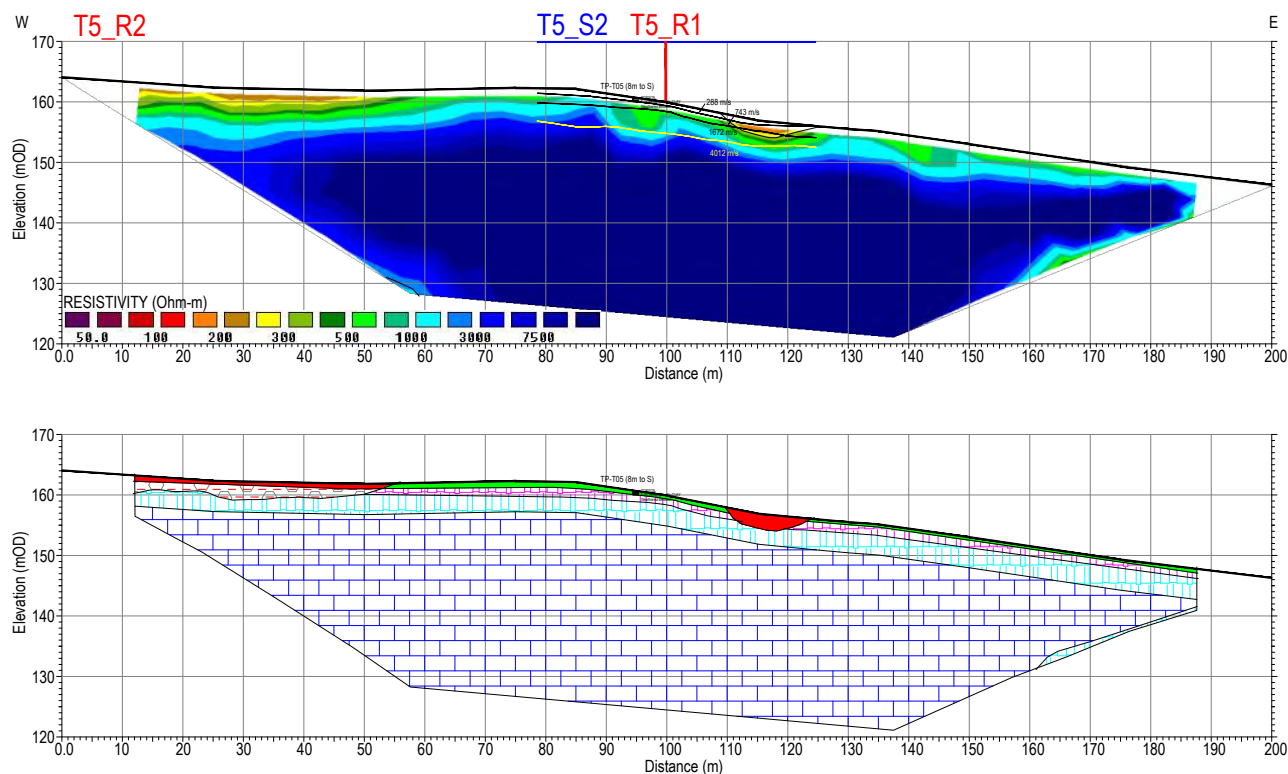 W
T5_R2
T5_S2
T5_R1
E
170
160
150
140
130
120
Elevation (mOD)
TP-T05 (8m to S)
288 m/s
743 m/s
1672 m/s
4012 m/s
RESISTIVITY (Ohm-m)
50.0 100 200 300 500 1000 3000 7500
0.0 10 20 30 40 50 60 70 80 90 100 110 120 130 140 150 160 170 180 190 200
Distance (m)
170
160
150
140
130
120
Elevation (mOD)
TP-T05 (8m to S)
0.0 10 20 30 40 50 60 70 80 90 100 110 120 130 140 150 160 170 180 190 200
Distance (m)